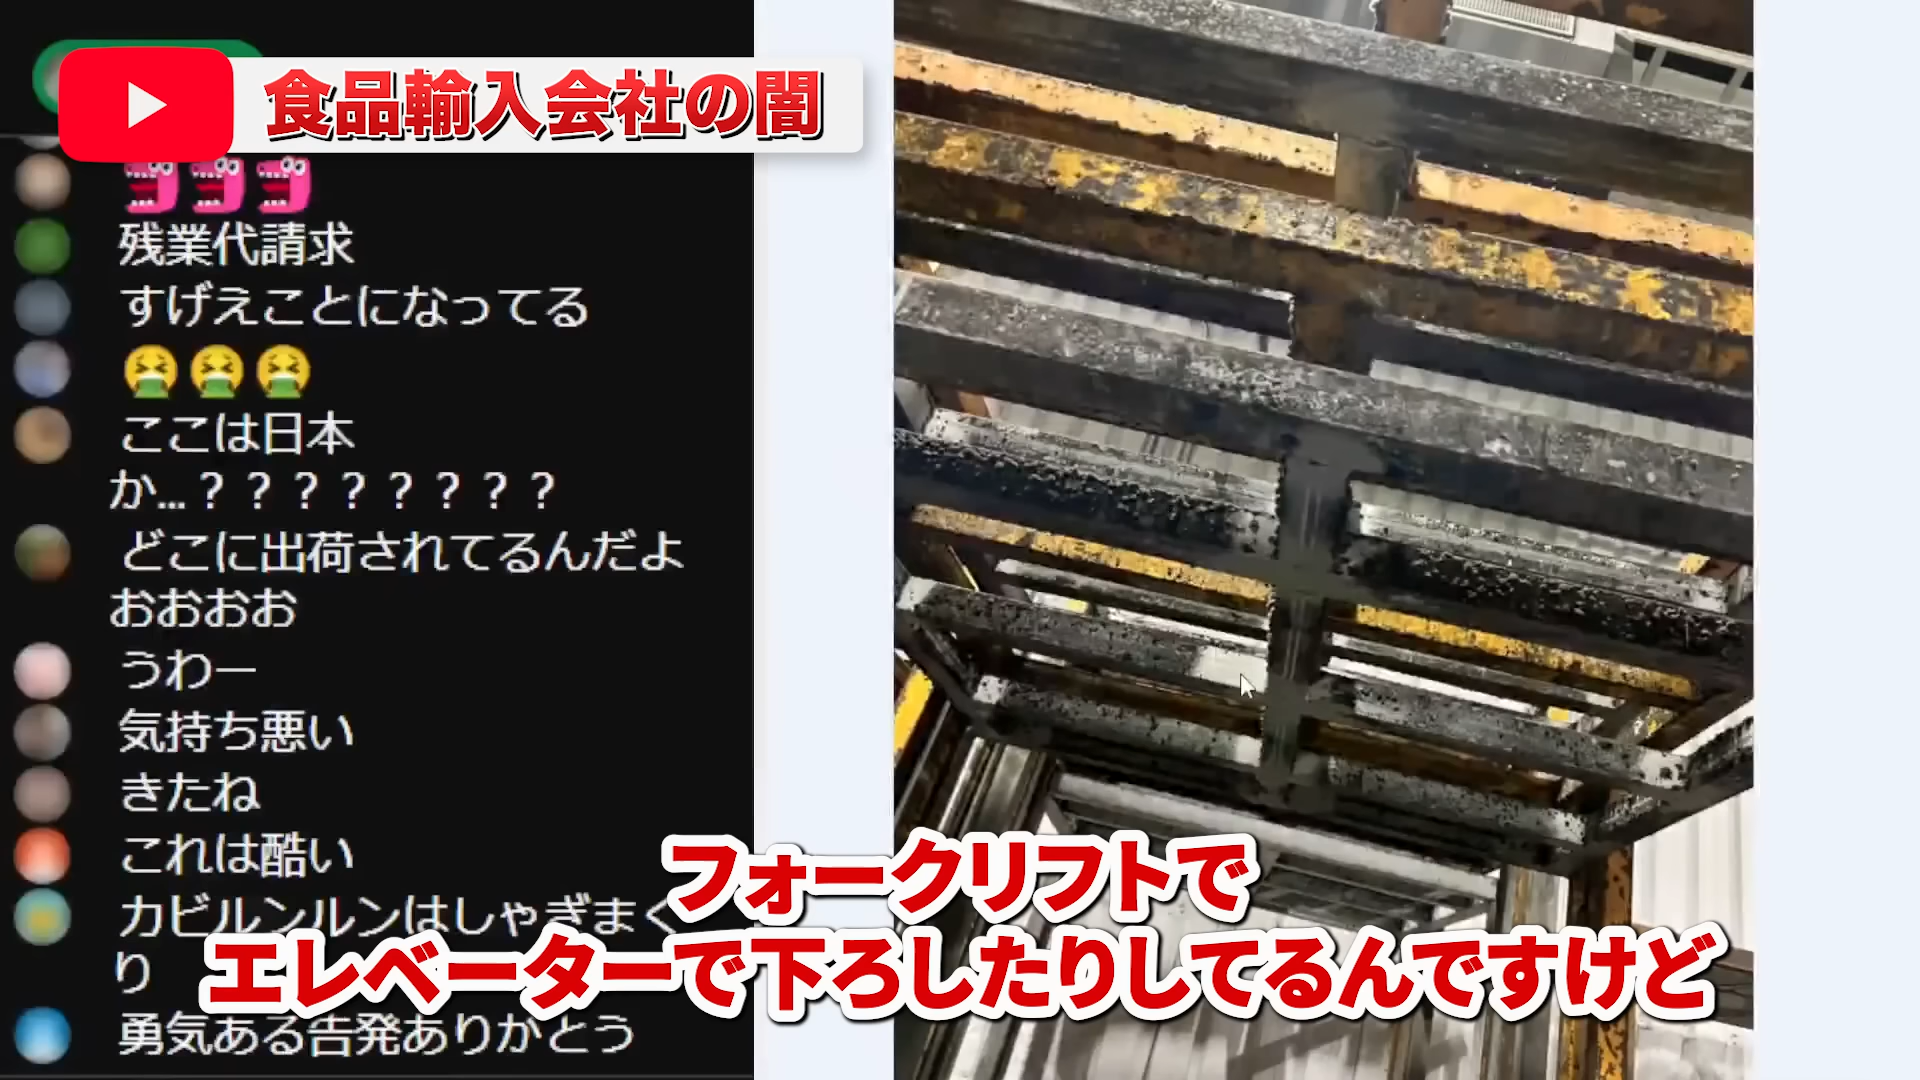 食品輸入会社の闇
残業代請求
すげえことになってる
ここは日本
か...？？？？？？？？
どこに出荷されてるんだよ
おおおお
うわー
気持ち悪い
きたね
これは酷い
カビルンルンはしゃぎまく
り
勇気ある告発ありがとう
フォークリフトで
エレベーターで下ろしたりしてるんですけど